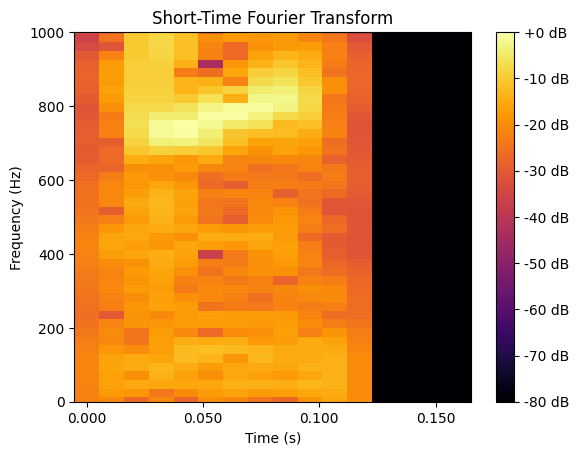 Short-Time Fourier Transform
Frequency (Hz)
1000
800
600
400
200
0
0.000
0.050
0.100
0.150
Time (s)
+0 dB
-10 dB
-20 dB
-30 dB
-40 dB
-50 dB
-60 dB
-70 dB
-80 dB